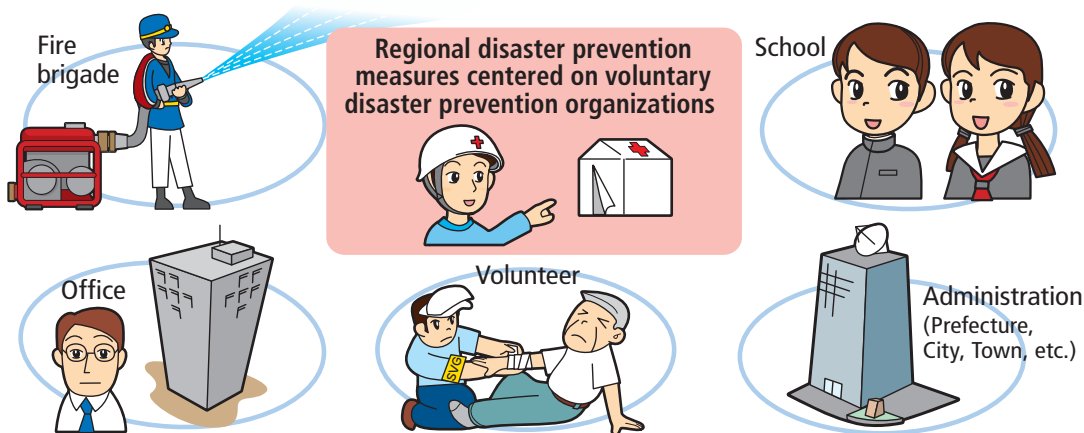 Fire
brigade
Regional disaster prevention
measures centered on voluntary
disaster prevention organizations
School
Office
Volunteer
SVG
Administration
(Prefecture,
City, Town, etc.)